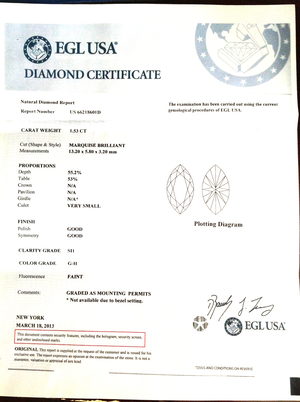 EGL USA®
DIAMOND CERTIFICATE
Natural Diamond Report
Report Number US 66218601D
The examination has been carried out using the current
gemological procedures of EGL USA.
CARAT WEIGHT 1.53 CT
Cut (Shape & Style) MARQUISE BRILLIANT
Measurements 13.20 x 5.80 x 3.20 mm
PROPORTIONS
Depth 55.2%
Table 53%
Crown N/A
Pavilion N/A
Girdle N/A*
Culet VERY SMALL
Plotting Diagram
FINISH
Polish GOOD
Symmetry GOOD
CLARITY GRADE SI1
COLOR GRADE G-H
Fluorescence FAINT
Comments: GRADED AS MOUNTING PERMITS
* Not available due to bezel setting.
NEW YORK
MARCH 18, 2013
EGL USA®
This document contains security features, including the hologram, security screen,
and other undisclosed marks.
ORIGINAL This report is supplied at the request of the customer and is issued for his
exclusive use. The report expresses an opinion at the examination of the stone. It is not a
valuation or appraisal of any kind.
TERMS AND CONDITIONS ON REVERSE